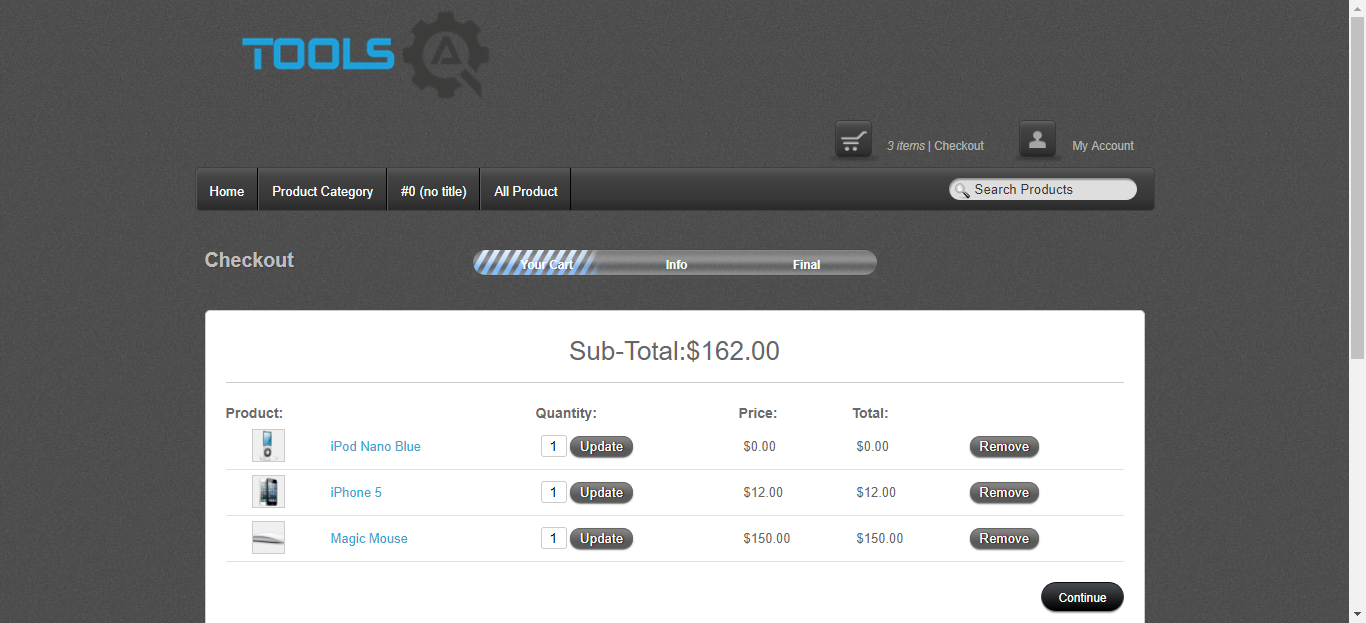 TOOLS
3 items | Checkout
My Account
Home
Product Category
#0 (no title)
All Product
Search Products
Checkout
Your Cart
Info
Final
Sub-Total:$162.00
Product:
Quantity:
Price:
Total:
iPod Nano Blue
1
Update
$0.00
$0.00
Remove
iPhone 5
1
Update
$12.00
$12.00
Remove
Magic Mouse
1
Update
$150.00
$150.00
Remove
Continue